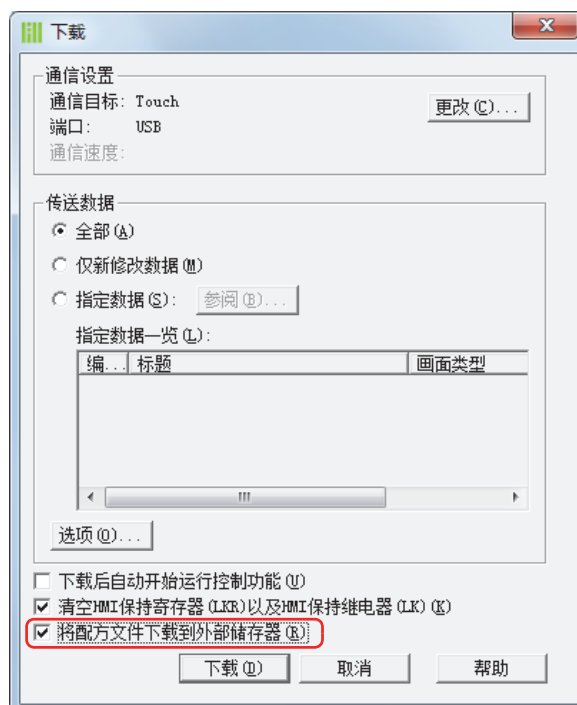 下载
通信设置
通信目标: Touch
更改(C)...
端口: USB
通信速度:
传送数据
全部(A)
仅新修改数据(M)
指定数据(S): 参阅(B)...
指定数据一览(L):
编... 标题 画面类型
选项(O)...
下载后自动开始运行控制功能(U)
清空HMI保持寄存器(LKR)以及HMI保持继电器(LK)(K)
将配方文件下载到外部储存器(R)
下载(D) 取消 帮助